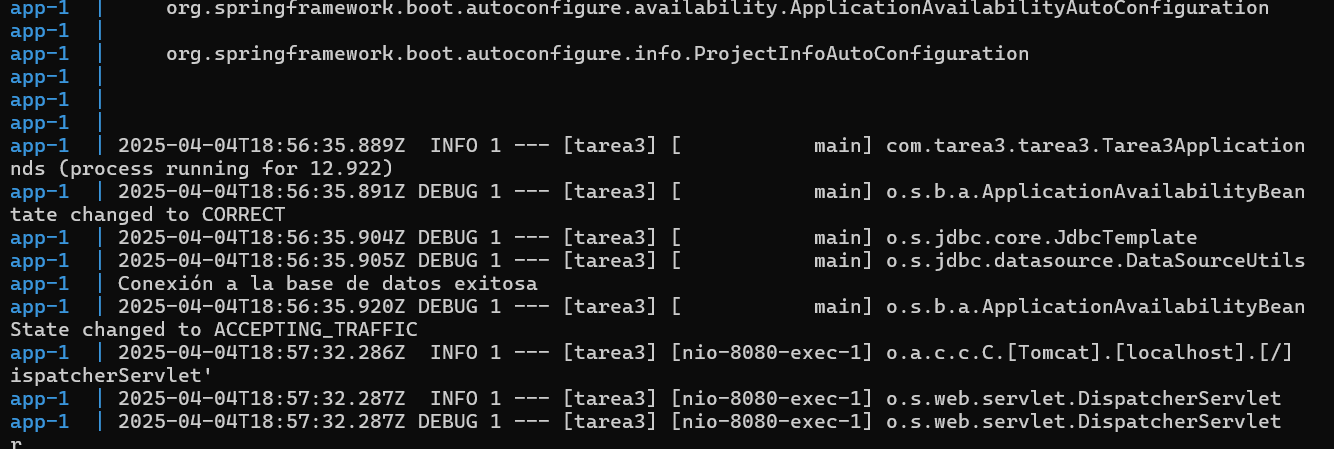 app-1  |     org.springframework.boot.autoconfigure.availability.ApplicationAvailabilityAutoConfiguration
app-1  |
app-1  |     org.springframework.boot.autoconfigure.info.ProjectInfoAutoConfiguration
app-1  |
app-1  |
app-1  |
app-1  | 2025-04-04T18:56:35.889Z  INFO 1 --- [tarea3] [           main] com.tarea3.tarea3.Tarea3Application
nds (process running for 12.922)
app-1  | 2025-04-04T18:56:35.891Z DEBUG 1 --- [tarea3] [           main] o.s.b.a.ApplicationAvailabilityBean
tate changed to CORRECT
app-1  | 2025-04-04T18:56:35.904Z DEBUG 1 --- [tarea3] [           main] o.s.jdbc.core.JdbcTemplate
app-1  | 2025-04-04T18:56:35.905Z DEBUG 1 --- [tarea3] [           main] o.s.jdbc.datasource.DataSourceUtils
app-1  | Conexión a la base de datos exitosa
app-1  | 2025-04-04T18:56:35.920Z DEBUG 1 --- [tarea3] [           main] o.s.b.a.ApplicationAvailabilityBean
State changed to ACCEPTING_TRAFFIC
app-1  | 2025-04-04T18:57:32.286Z  INFO 1 --- [tarea3] [nio-8080-exec-1] o.a.c.c.C.[Tomcat].[localhost].[/]
ispatcherServlet'
app-1  | 2025-04-04T18:57:32.287Z  INFO 1 --- [tarea3] [nio-8080-exec-1] o.s.web.servlet.DispatcherServlet
app-1  | 2025-04-04T18:57:32.287Z DEBUG 1 --- [tarea3] [nio-8080-exec-1] o.s.web.servlet.DispatcherServlet
r